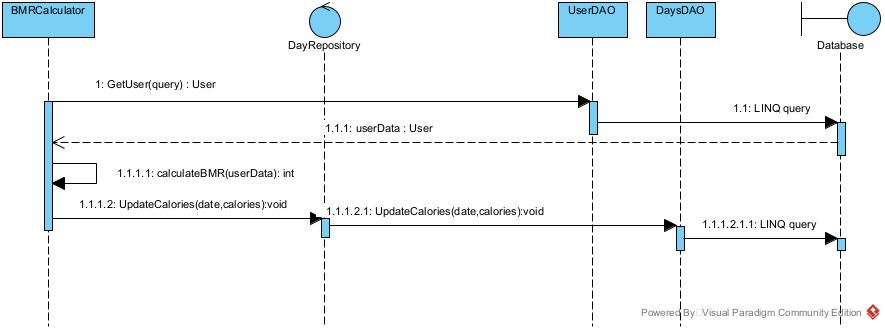 BMRCalculator
DayRepository
UserDAO
DaysDAO
Database
1: GetUser(query) : User
1.1: LINQ query
1.1.1: userData : User
1.1.1.1: calculateBMR(userData): int
1.1.1.2: UpdateCalories(date,calories):void
1.1.1.2.1: UpdateCalories(date,calories):void
1.1.1.2.1.1: LINQ query
Powered By Visual Paradigm Community Edition